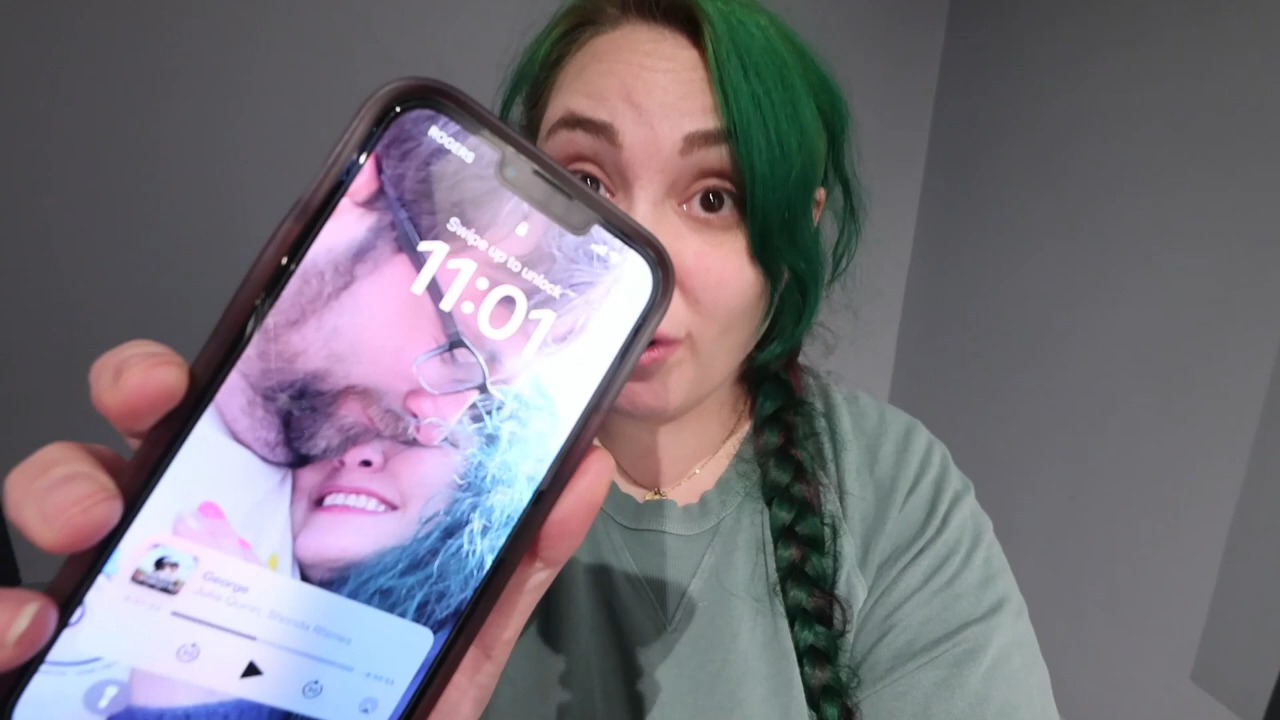 ROGERS
Swipe up to unlock
11:01
George
Julia Quinn, Shonda Rhimes